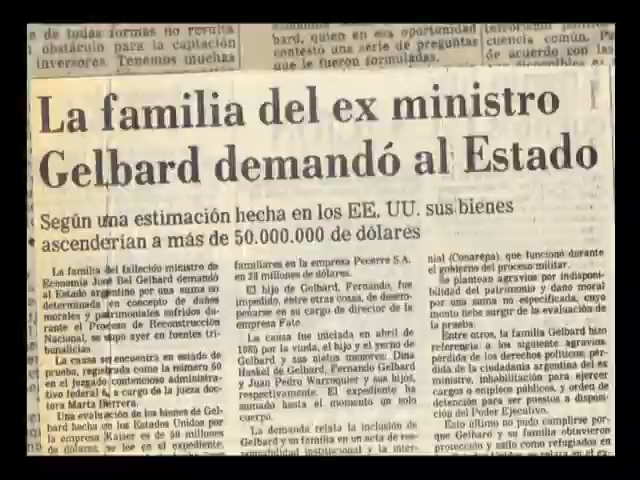 e de todas formas no resulta
obstáculo para la captación
inversores. Tenemos muchas
bard, quien en esa oportunidad
contestó una serie de preguntas
que le fueron formuladas.
cuencia común. Pa
de acuerdo con las
La familia del ex ministro
Gelbard demandó al Estado
Según una estimación hecha en los EE. UU. sus bienes
ascenderían a más de 50.000.000 de dólares
La familia del fallecido ministro de
Economía José Ber Gelbard demandó
al Estado argentino por una suma no
determinada en concepto de daños
morales y patrimoniales sufridos du-
rante el Proceso de Reconstrucción
Nacional, se supo ayer en fuentes tri-
bunalicias
La causa se encuentra en estado de
prueba, registrada como la número 60
en el juzgado contencioso administra-
tivo federal 6, a cargo de la jueza doc-
tora Marta Herrera.
Una evaluación de los bienes de Gel-
bard hecha en los Estados Unidos por
la empresa Kaiser es de 50 millones
de dólares, se lee en el expediente.
familiares en la empresa Pecerre S.A.
en 28 millones de dólares.
El hijo de Gelbard, Fernando, fue
impedido, entre otras cosas, de desem-
peñarse en su cargo de director de la
empresa Fate.
La causa fue iniciada en abril de
1985 por la viuda, el hijo y el yerno de
Gelbard y sus nietos menores: Dina
Haskel de Gelbard, Fernando Gelbard
y Juan Pedro Warroquier y sus hijos,
respectivamente. El expediente ha
sumado hasta el momento un solo
cuerpo.
La demanda relata la inclusión de
Gelbard y su familia en un acta de res-
ponsabilidad institucional y la inter-
nial (Conarepa), que funcionó durante
el gobierno del proceso militar.
Se plantean agravios por indisponi-
bilidad del patrimonio y daño moral
por una suma no especificada, cuyo
monto debe surgir de la evaluación de
la prueba.
Entre otros, la familia Gelbard hizo
referencia a los siguientes agravios:
pérdida de los derechos políticos, pér-
dida de la ciudadanía argentina del ex
ministro, inhabilitación para ejercer
cargos o empleos públicos, y orden de
detención para ser puestos a disposi-
ción del Poder Ejecutivo.
Esto último no pudo cumplirse por-
que Gelbard y su familia obtuvieron
protección y asilo como refugiados en